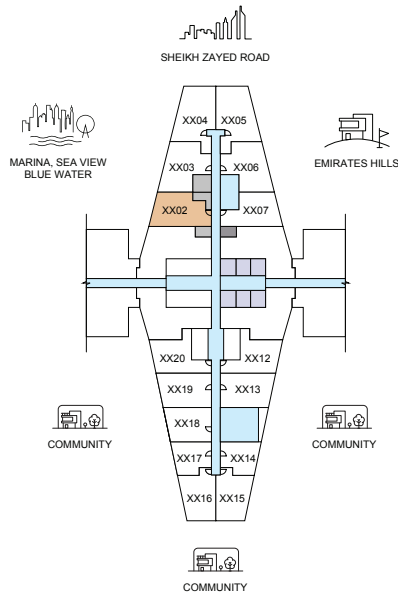 SHEIKH ZAYED ROAD
MARINA, SEA VIEW
BLUE WATER
EMIRATES HILLS
XX04
XX05
XX03
XX06
XX02
XX07
XX20
XX12
XX19
XX13
XX18
XX17
XX14
XX16
XX15
COMMUNITY
COMMUNITY
COMMUNITY